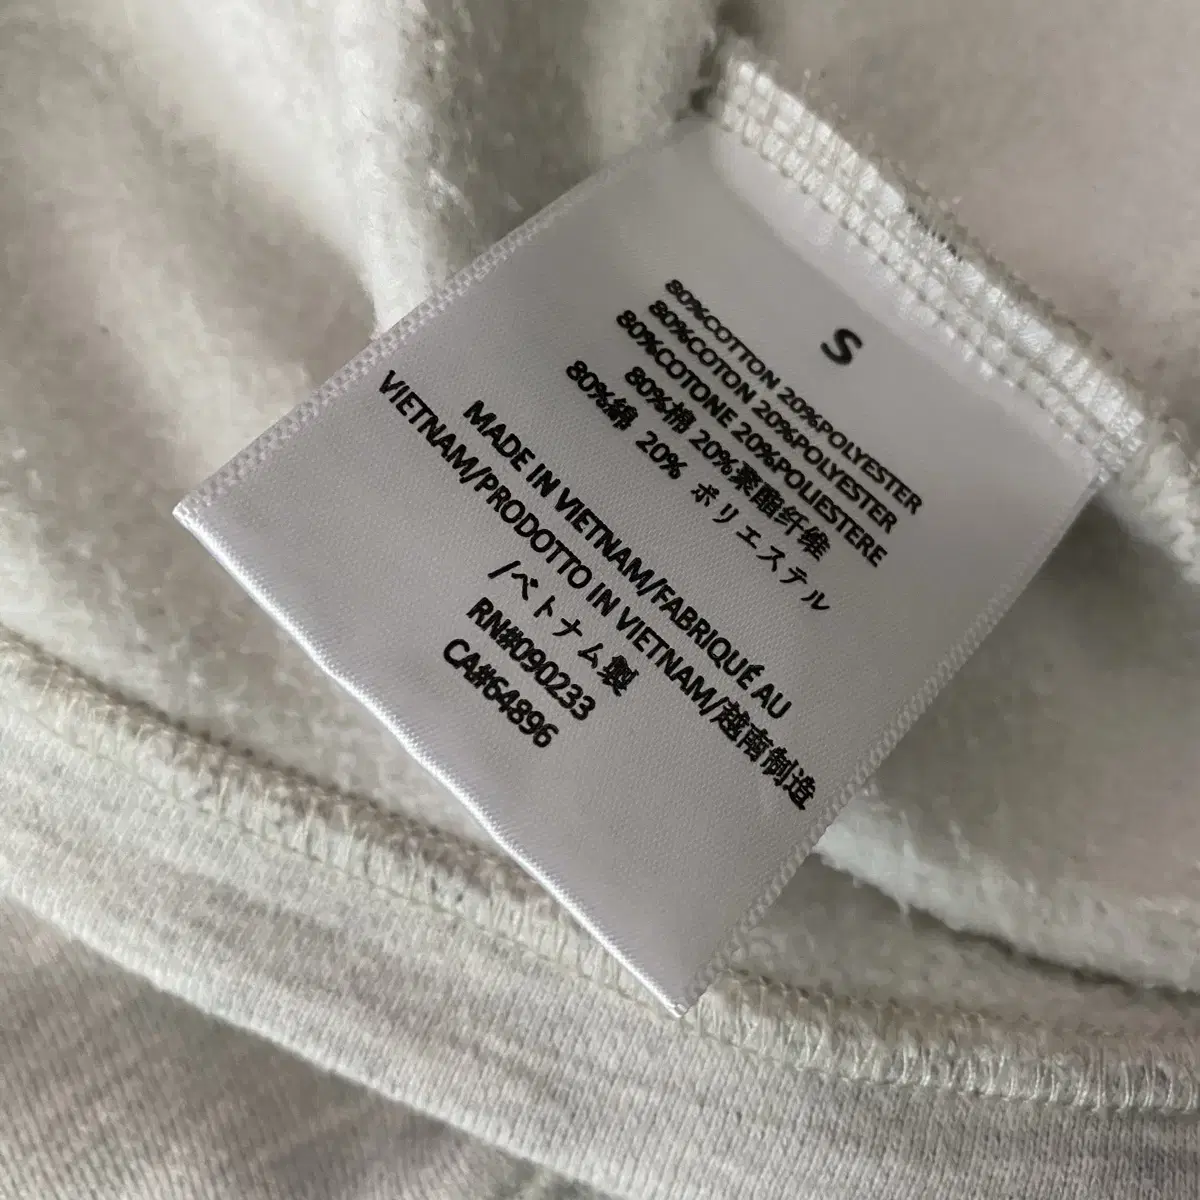 S
80%COTTON 20%POLYESTER
80%COTON 20%POLYESTER
80%COTONE 20%POLIESTERE
80%棉 20%聚酯纤维
80%綿 20% ポリエステル
MADE IN VIETNAM/FABRIQUÉ AU
VIETNAM/PRODOTTO IN VIETNAM/越南制造
/ベトナム製
RN#090233
CA#64896